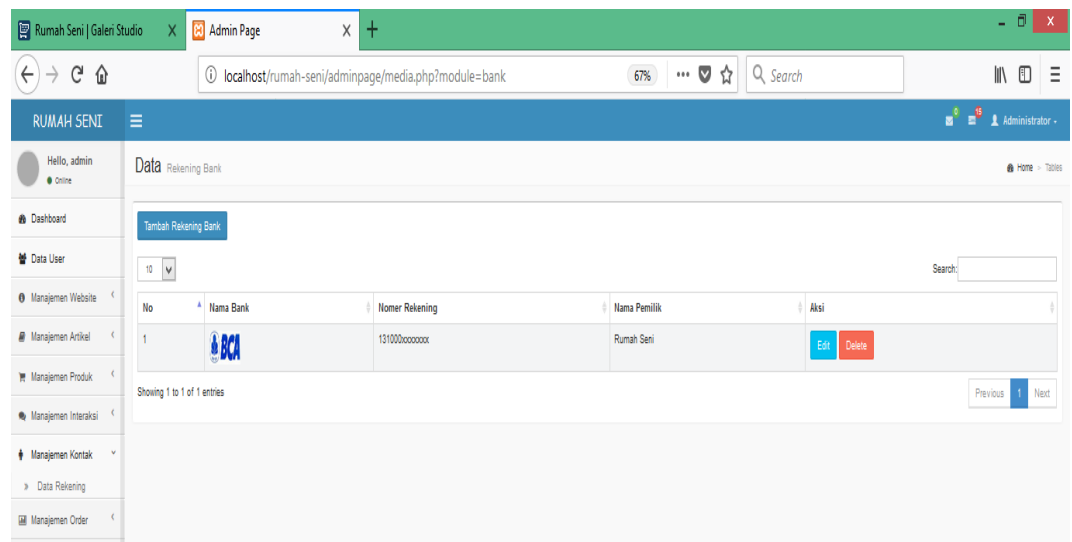 Rumah Seni | Galeri Studio X Admin Page X +
localhost/rumah-seni/adminpage/media.php?module=bank 67% Search
RUMAH SENI 0 15 Administrator
Hello, admin
Online
Data Rekening Bank
Home > Tables
Dashboard
Data User
Manajemen Website
Manajemen Artikel
Manajemen Produk
Manajemen Interaksi
Manajemen Kontak
Data Rekening
Manajemen Order
Tambah Rekening Bank
10 Search:
No Nama Bank Nomer Rekening Nama Pemilik Aksi
1 BCA 131000xxxxxxx Rumah Seni Edit Delete
Showing 1 to 1 of 1 entries Previous 1 Next